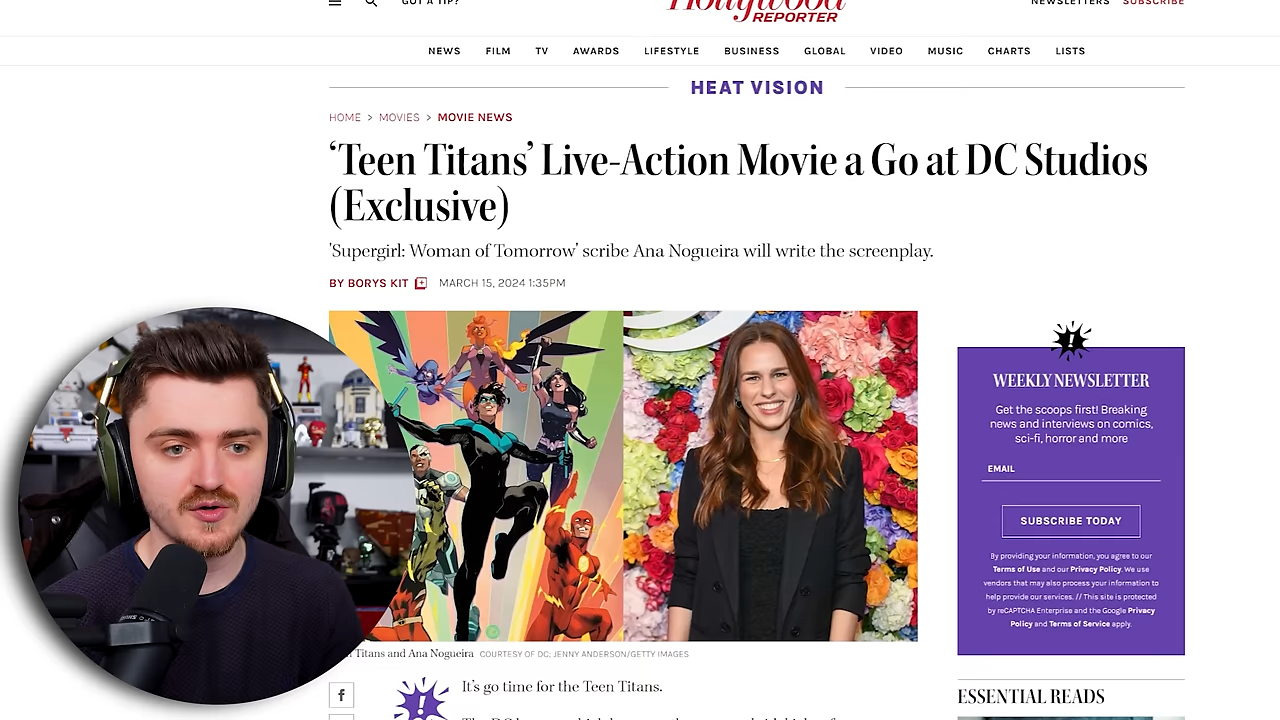 GOT A TIP?
Hollywood
REPORTER
NEWSLETTERS SUBSCRIBE
NEWS FILM TV AWARDS LIFESTYLE BUSINESS GLOBAL VIDEO MUSIC CHARTS LISTS
HEAT VISION
HOME > MOVIES > MOVIE NEWS
‘Teen Titans’ Live-Action Movie a Go at DC Studios
(Exclusive)
'Supergirl: Woman of Tomorrow' scribe Ana Nogueira will write the screenplay.
BY BORYS KIT MARCH 15, 2024 1:35PM
Titans and Ana Nogueira COURTESY OF DC; JENNY ANDERSON/GETTY IMAGES
f
It's go time for the Teen Titans.
WEEKLY NEWSLETTER
Get the scoops first! Breaking
news and interviews on comics,
sci-fi, horror and more
EMAIL
SUBSCRIBE TODAY
By providing your information, you agree to our
Terms of Use and our Privacy Policy. We use
vendors that may also process your information to
help provide our services. // This site is protected
by reCAPTCHA Enterprise and the Google Privacy
Policy and Terms of Service apply.
ESSENTIAL READS